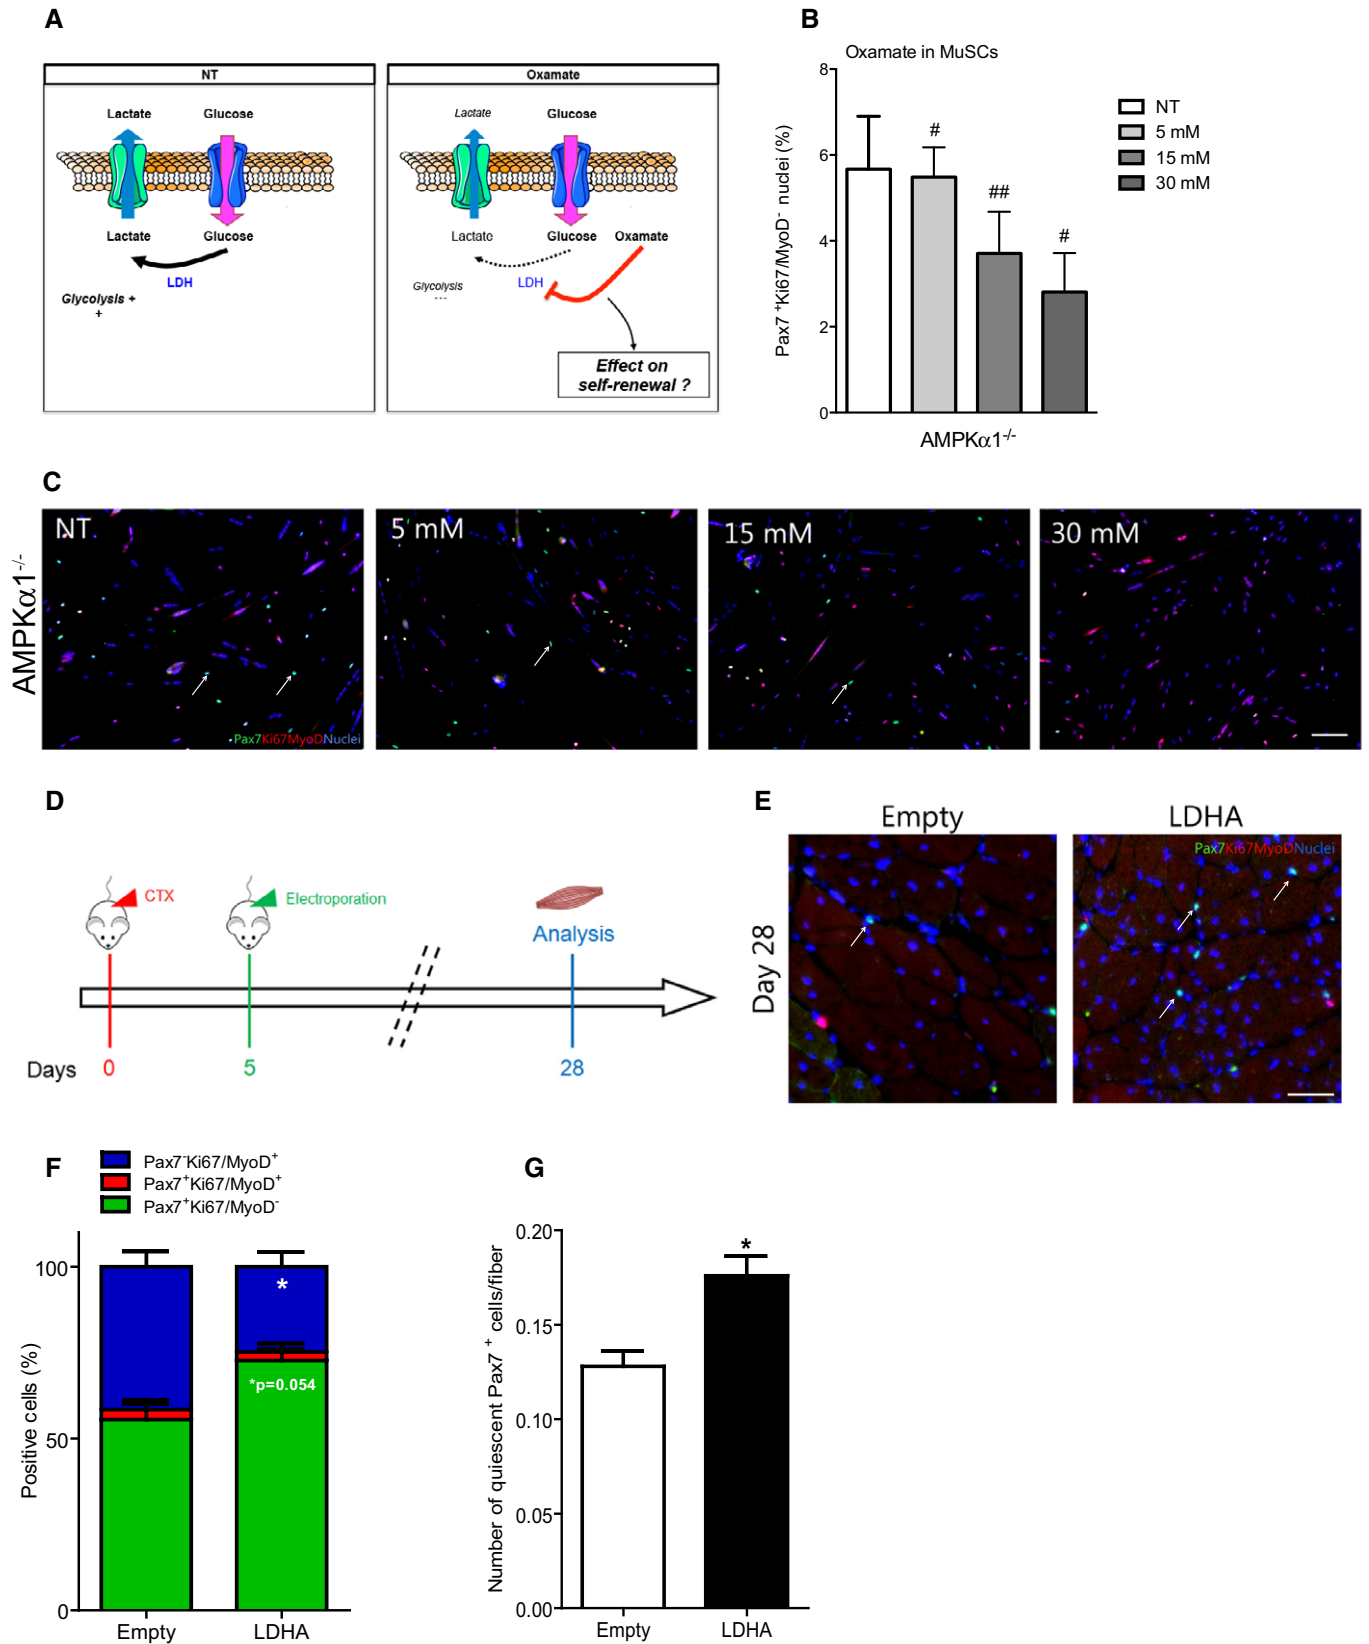 A
NT
Lactate
Glucose
Lactate
Glucose
LDH
Glycolysis +
+
Oxamate
Lactate
Glucose
Lactate
Glucose
Oxamate
LDH
Glycolysis
---
Effect on
self-renewal ?
B
Oxamate in MuSCs
Pax7 +Ki67/MyoD- nuclei (%)
8
6
4
2
0
#
##
#
AMPKα1-/-
NT
5 mM
15 mM
30 mM
C
AMPKα1-/-
NT
Pax7Ki67MyoDNuclei
5 mM
15 mM
30 mM
D
CTX
Electroporation
Analysis
Days
0
5
28
E
Empty
LDHA
Day 28
Pax7Ki67MyoDNuclei
F
Pax7-Ki67/MyoD+
Pax7+Ki67/MyoD+
Pax7+Ki67/MyoD-
Positive cells (%)
100
50
0
*
*p=0.054
Empty
LDHA
G
Number of quiescent Pax7 + cells/fiber
0.20
0.15
0.10
0.05
0.00
*
Empty
LDHA